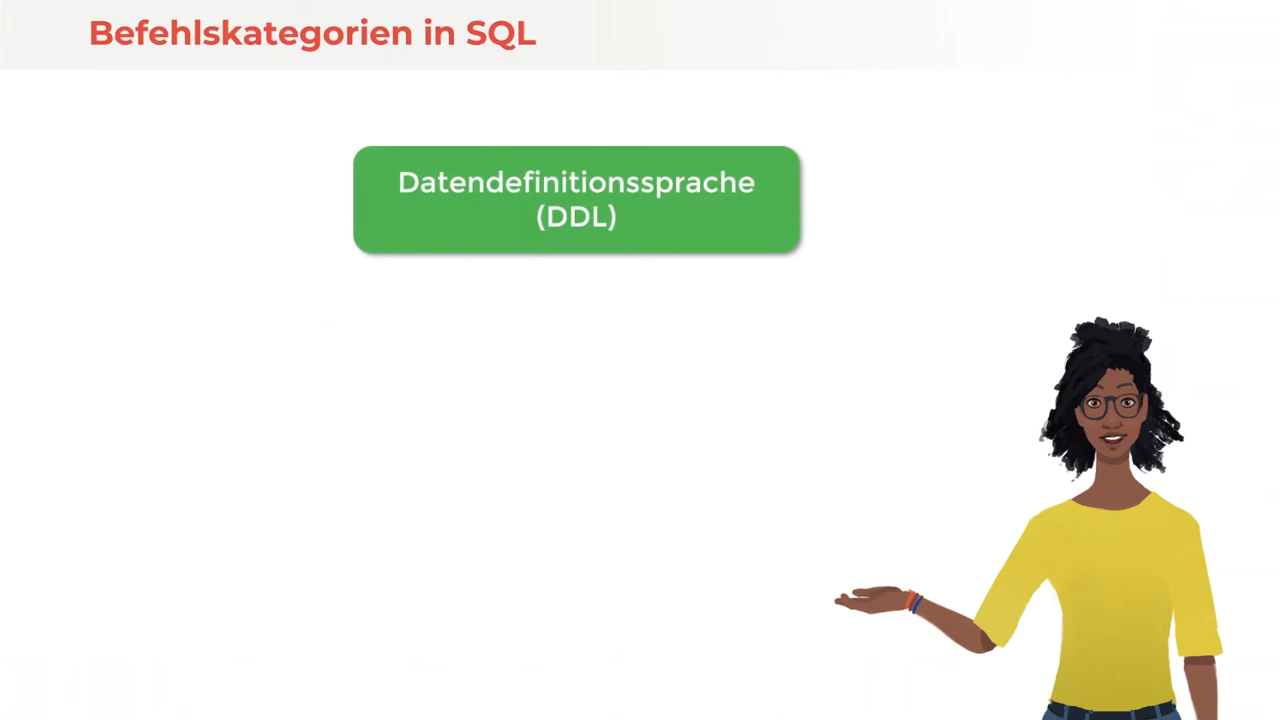 Befehlskategorien in SQL
Datendefinitionssprache
(DDL)